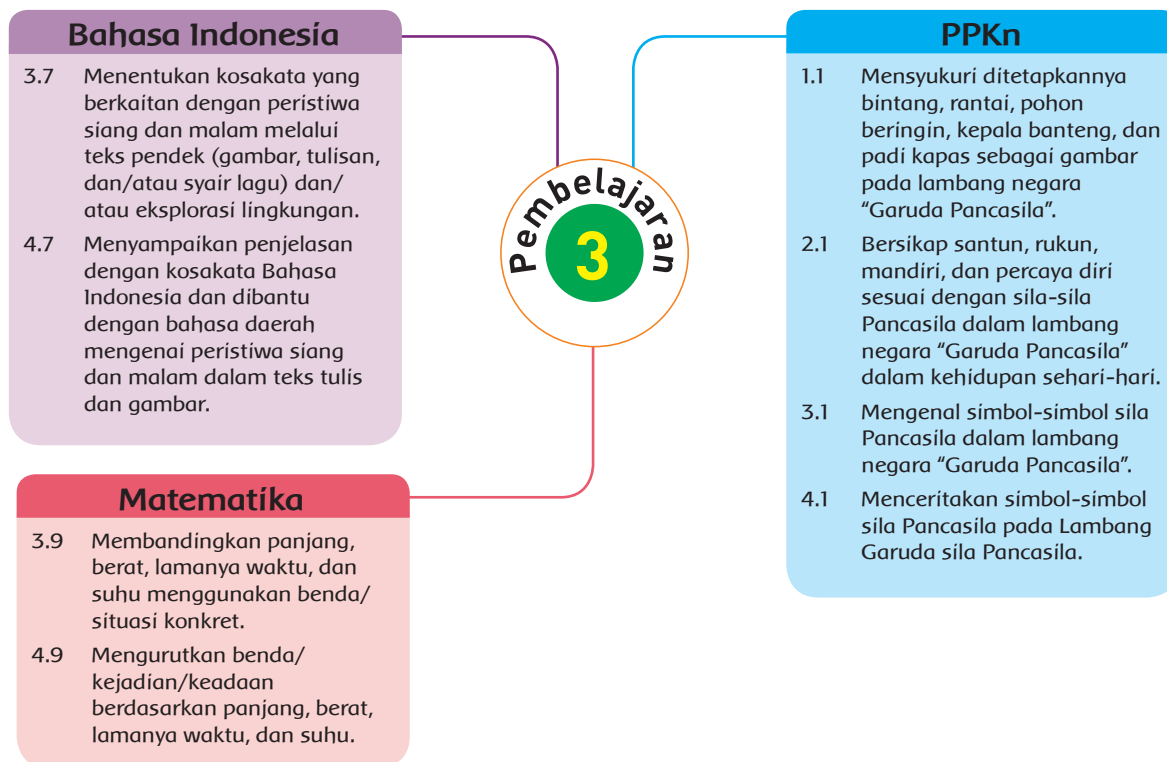 Bahasa Indonesia
3.7 Menentukan kosakata yang
berkaitan dengan peristiwa
siang dan malam melalui
teks pendek (gambar, tulisan,
dan/atau syair lagu) dan/
atau eksplorasi lingkungan.
4.7 Menyampaikan penjelasan
dengan kosakata Bahasa
Indonesia dan dibantu
dengan bahasa daerah
mengenai peristiwa siang
dan malam dalam teks tulis
dan gambar.
Pembelajaran
3
PPKn
1.1 Mensyukuri ditetapkannya
bintang, rantai, pohon
beringin, kepala banteng, dan
padi kapas sebagai gambar
pada lambang negara
“Garuda Pancasila”.
2.1 Bersikap santun, rukun,
mandiri, dan percaya diri
sesuai dengan sila-sila
Pancasila dalam lambang
negara “Garuda Pancasila”
dalam kehidupan sehari-hari.
3.1 Mengenal simbol-simbol sila
Pancasila dalam lambang
negara “Garuda Pancasila”.
4.1 Menceritakan simbol-simbol
sila Pancasila pada Lambang
Garuda sila Pancasila.
Matematika
3.9 Membandingkan panjang,
berat, lamanya waktu, dan
suhu menggunakan benda/
situasi konkret.
4.9 Mengurutkan benda/
kejadian/keadaan
berdasarkan panjang, berat,
lamanya waktu, dan suhu.